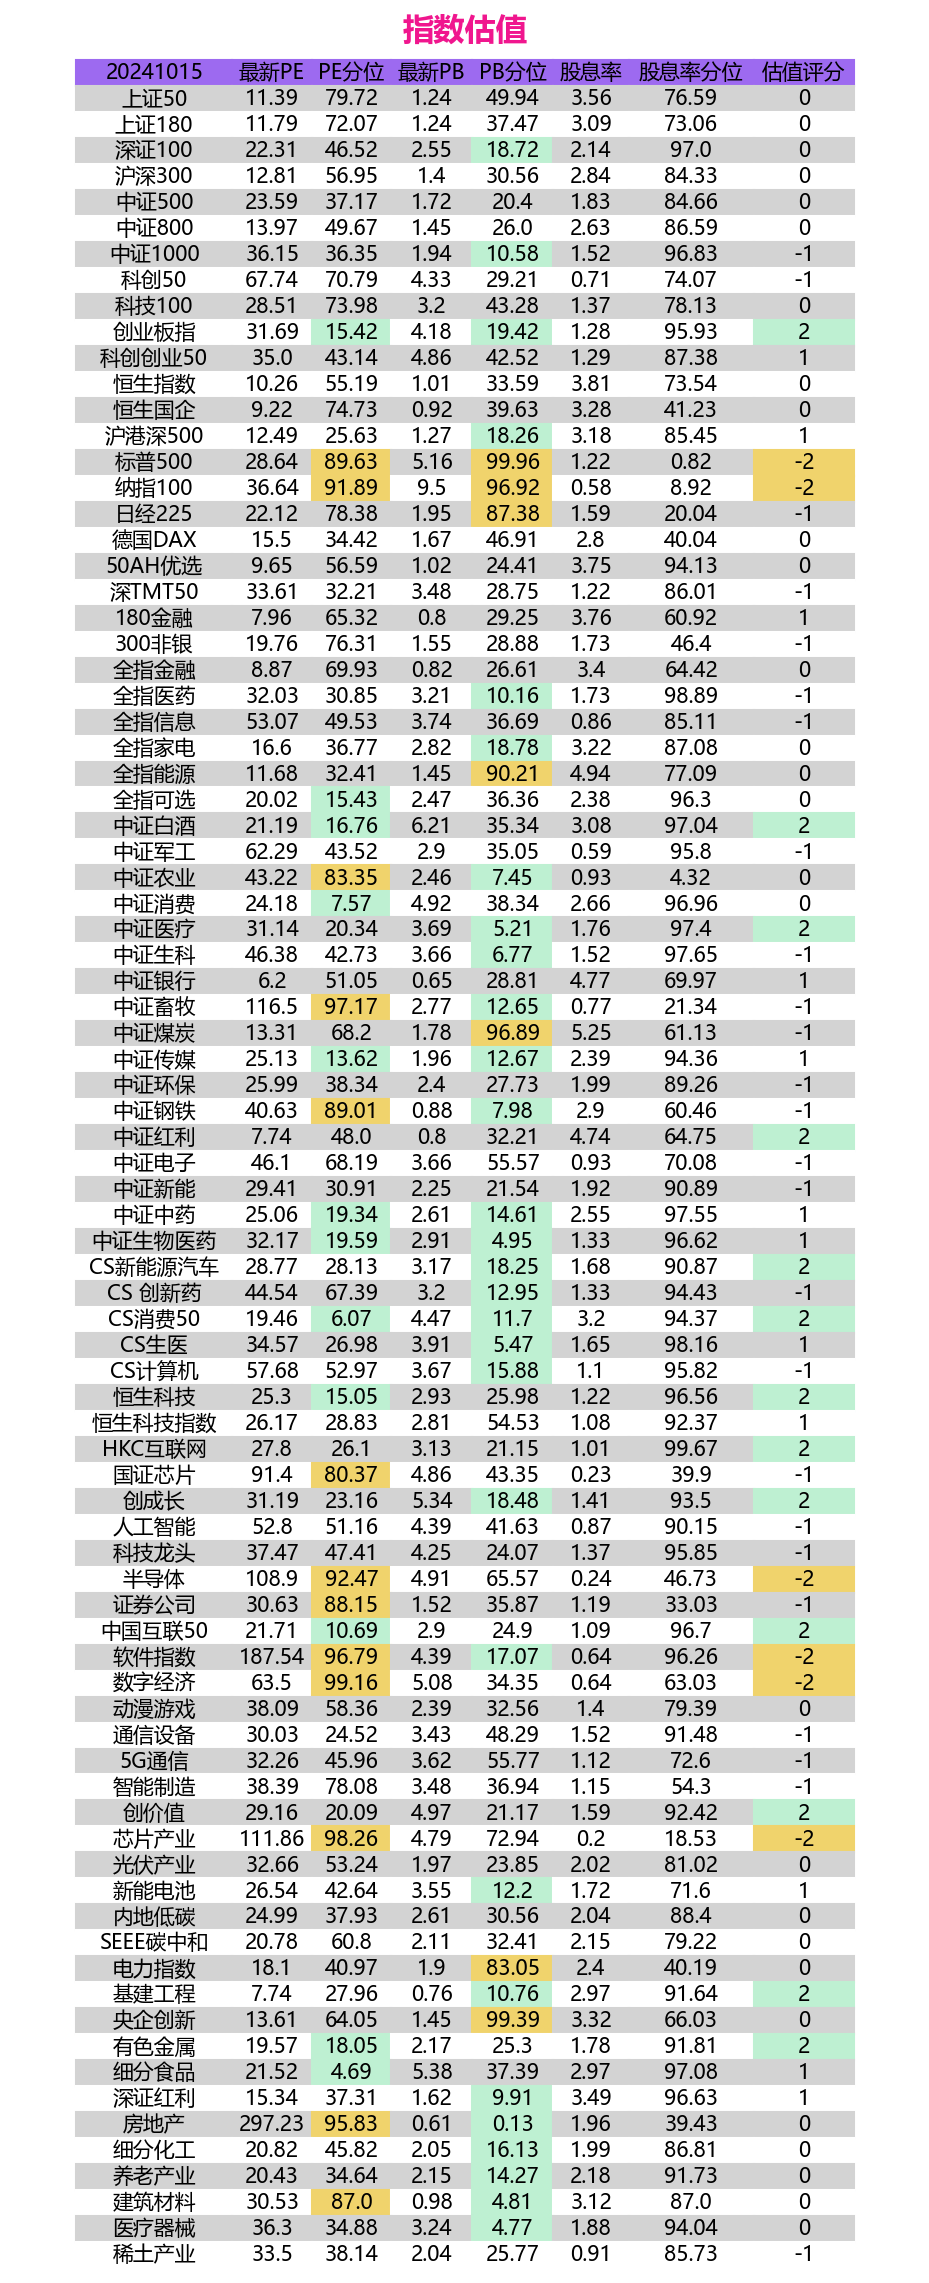 指数估值
20241015 最新PE PE分位 最新PB PB分位 股息率 股息率分位 估值评分
上证50 11.39 79.72 1.24 49.94 3.56 76.59 0
上证180 11.79 72.07 1.24 37.47 3.09 73.06 0
深证100 22.31 46.52 2.55 18.72 2.14 97.0 0
沪深300 12.81 56.95 1.4 30.56 2.84 84.33 0
中证500 23.59 37.17 1.72 20.4 1.83 84.66 0
中证800 13.97 49.67 1.45 26.0 2.63 86.59 0
中证1000 36.15 36.35 1.94 10.58 1.52 96.83 -1
科创50 67.74 70.79 4.33 29.21 0.71 74.07 -1
科技100 28.51 73.98 3.2 43.28 1.37 78.13 0
创业板指 31.69 15.42 4.18 19.42 1.28 95.93 2
科创创业50 35.0 43.14 4.86 42.52 1.29 87.38 1
恒生指数 10.26 55.19 1.01 33.59 3.81 73.54 0
恒生国企 9.22 74.73 0.92 39.63 3.28 41.23 0
沪港深500 12.49 25.63 1.27 18.26 3.18 85.45 1
标普500 28.64 89.63 5.16 99.96 1.22 0.82 -2
纳指100 36.64 91.89 9.5 96.92 0.58 8.92 -2
日经225 22.12 78.38 1.95 87.38 1.59 20.04 -1
德国DAX 15.5 34.42 1.67 46.91 2.8 40.04 0
50AH优选 9.65 56.59 1.02 24.41 3.75 94.13 0
深TMT50 33.61 32.21 3.48 28.75 1.22 86.01 -1
180金融 7.96 65.32 0.8 29.25 3.76 60.92 1
300非银 19.76 76.31 1.55 28.88 1.73 46.4 -1
全指金融 8.87 69.93 0.82 26.61 3.4 64.42 0
全指医药 32.03 30.85 3.21 10.16 1.73 98.89 -1
全指信息 53.07 49.53 3.74 36.69 0.86 85.11 -1
全指家电 16.6 36.77 2.82 18.78 3.22 87.08 0
全指能源 11.68 32.41 1.45 90.21 4.94 77.09 0
全指可选 20.02 15.43 2.47 36.36 2.38 96.3 0
中证白酒 21.19 16.76 6.21 35.34 3.08 97.04 2
中证军工 62.29 43.52 2.9 35.05 0.59 95.8 -1
中证农业 43.22 83.35 2.46 7.45 0.93 4.32 0
中证消费 24.18 7.57 4.92 38.34 2.66 96.96 0
中证医疗 31.14 20.34 3.69 5.21 1.76 97.4 2
中证生科 46.38 42.73 3.66 6.77 1.52 97.65 -1
中证银行 6.2 51.05 0.65 28.81 4.77 69.97 1
中证畜牧 116.5 97.17 2.77 12.65 0.77 21.34 -1
中证煤炭 13.31 68.2 1.78 96.89 5.25 61.13 -1
中证传媒 25.13 13.62 1.96 12.67 2.39 94.36 1
中证环保 25.99 38.34 2.4 27.73 1.99 89.26 -1
中证钢铁 40.63 89.01 0.88 7.98 2.9 60.46 -1
中证红利 7.74 48.0 0.8 32.21 4.74 64.75 2
中证电子 46.1 68.19 3.66 55.57 0.93 70.08 -1
中证新能 29.41 30.91 2.25 21.54 1.92 90.89 -1
中证中药 25.06 19.34 2.61 14.61 2.55 97.55 1
中证生物医药 32.17 19.59 2.91 4.95 1.33 96.62 1
CS新能源汽车 28.77 28.13 3.17 18.25 1.68 90.87 2
CS 创新药 44.54 67.39 3.2 12.95 1.33 94.43 -1
CS消费50 19.46 6.07 4.47 11.7 3.2 94.37 2
CS生医 34.57 26.98 3.91 5.47 1.65 98.16 1
CS计算机 57.68 52.97 3.67 15.88 1.1 95.82 -1
恒生科技 25.3 15.05 2.93 25.98 1.22 96.56 2
恒生科技指数 26.17 28.83 2.81 54.53 1.08 92.37 1
HKC互联网 27.8 26.1 3.13 21.15 1.01 99.67 2
国证芯片 91.4 80.37 4.86 43.35 0.23 39.9 -1
创成长 31.19 23.16 5.34 18.48 1.41 93.5 2
人工智能 52.8 51.16 4.39 41.63 0.87 90.15 -1
科技龙头 37.47 47.41 4.25 24.07 1.37 95.85 -1
半导体 108.9 92.47 4.91 65.57 0.24 46.73 -2
证券公司 30.63 88.15 1.52 35.87 1.19 33.03 -1
中国互联50 21.71 10.69 2.9 24.9 1.09 96.7 2
软件指数 187.54 96.79 4.39 17.07 0.64 96.26 -2
数字经济 63.5 99.16 5.08 34.35 0.64 63.03 -2
动漫游戏 38.09 58.36 2.39 32.56 1.4 79.39 0
通信设备 30.03 24.52 3.43 48.29 1.52 91.48 -1
5G通信 32.26 45.96 3.62 55.77 1.12 72.6 -1
智能制造 38.39 78.08 3.48 36.94 1.15 54.3 -1
创价值 29.16 20.09 4.97 21.17 1.59 92.42 2
芯片产业 111.86 98.26 4.79 72.94 0.2 18.53 -2
光伏产业 32.66 53.24 1.97 23.85 2.02 81.02 0
新能电池 26.54 42.64 3.55 12.2 1.72 71.6 1
内地低碳 24.99 37.93 2.61 30.56 2.04 88.4 0
SEEE碳中和 20.78 60.8 2.11 32.41 2.15 79.22 0
电力指数 18.1 40.97 1.9 83.05 2.4 40.19 0
基建工程 7.74 27.96 0.76 10.76 2.97 91.64 2
央企创新 13.61 64.05 1.45 99.39 3.32 66.03 0
有色金属 19.57 18.05 2.17 25.3 1.78 91.81 2
细分食品 21.52 4.69 5.38 37.39 2.97 97.08 1
深证红利 15.34 37.31 1.62 9.91 3.49 96.63 1
房地产 297.23 95.83 0.61 0.13 1.96 39.43 0
细分化工 20.82 45.82 2.05 16.13 1.99 86.81 0
养老产业 20.43 34.64 2.15 14.27 2.18 91.73 0
建筑材料 30.53 87.0 0.98 4.81 3.12 87.0 0
医疗器械 36.3 34.88 3.24 4.77 1.88 94.04 0
稀土产业 33.5 38.14 2.04 25.77 0.91 85.73 -1